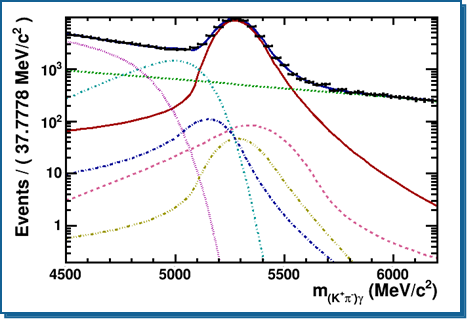 Events / ( 37.7778 MeV/c² )
10³
10²
10
1
4500 5000 5500 6000
m(K⁺π⁻)γ (MeV/c²)